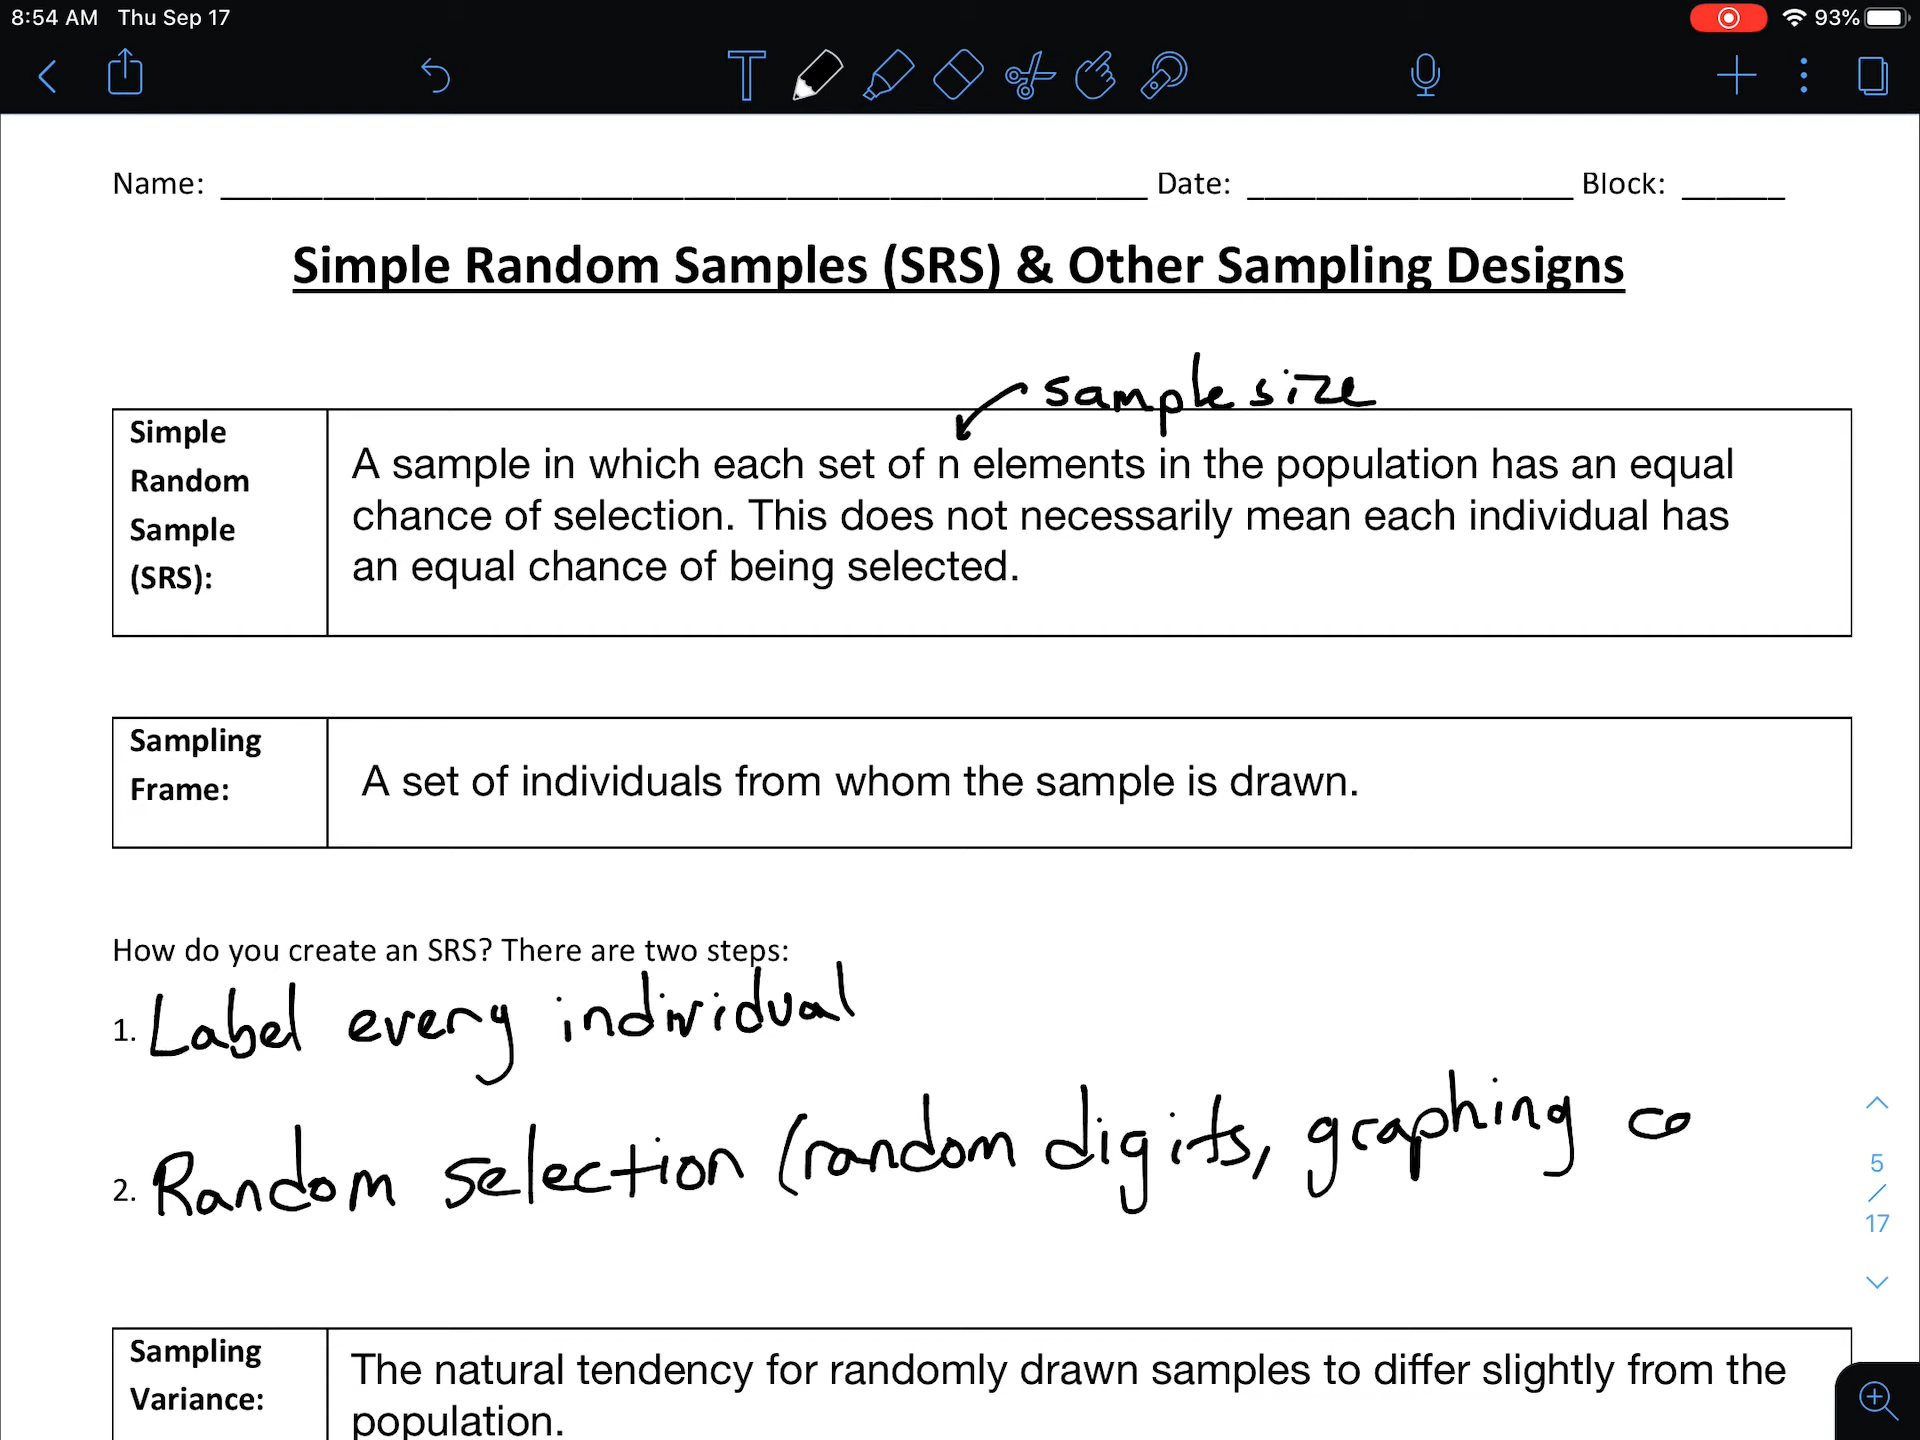 8:54 AM Thu Sep 17 93%
Name: Date: Block:
Simple Random Samples (SRS) & Other Sampling Designs
sample size
Simple Random Sample (SRS):
A sample in which each set of n elements in the population has an equal
chance of selection. This does not necessarily mean each individual has
an equal chance of being selected.
Sampling Frame:
A set of individuals from whom the sample is drawn.
How do you create an SRS? There are two steps:
1. Label every individual
2. Random selection (random digits, graphing ca
5
/
17
Sampling Variance:
The natural tendency for randomly drawn samples to differ slightly from the
population.